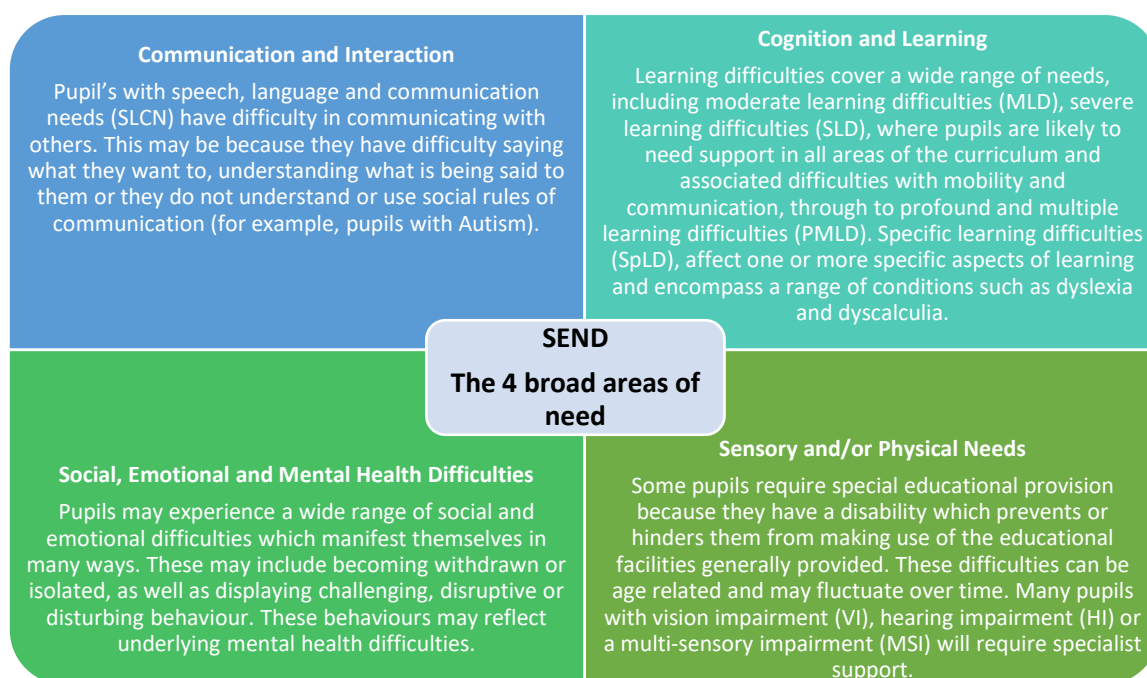 Communication and Interaction
Pupil’s with speech, language and communication
needs (SLCN) have difficulty in communicating with
others. This may be because they have difficulty saying
what they want to, understanding what is being said to
them or they do not understand or use social rules of
communication (for example, pupils with Autism).
Cognition and Learning
Learning difficulties cover a wide range of needs,
including moderate learning difficulties (MLD), severe
learning difficulties (SLD), where pupils are likely to
need support in all areas of the curriculum and
associated difficulties with mobility and
communication, through to profound and multiple
learning difficulties (PMLD). Specific learning difficulties
(SpLD), affect one or more specific aspects of learning
and encompass a range of conditions such as dyslexia
and dyscalculia.
SEND
The 4 broad areas of
need
Social, Emotional and Mental Health Difficulties
Pupils may experience a wide range of social and
emotional difficulties which manifest themselves in
many ways. These may include becoming withdrawn or
isolated, as well as displaying challenging, disruptive or
disturbing behaviour. These behaviours may reflect
underlying mental health difficulties.
Sensory and/or Physical Needs
Some pupils require special educational provision
because they have a disability which prevents or
hinders them from making use of the educational
facilities generally provided. These difficulties can be
age related and may fluctuate over time. Many pupils
with vision impairment (VI), hearing impairment (HI) or
a multi-sensory impairment (MSI) will require specialist
support.